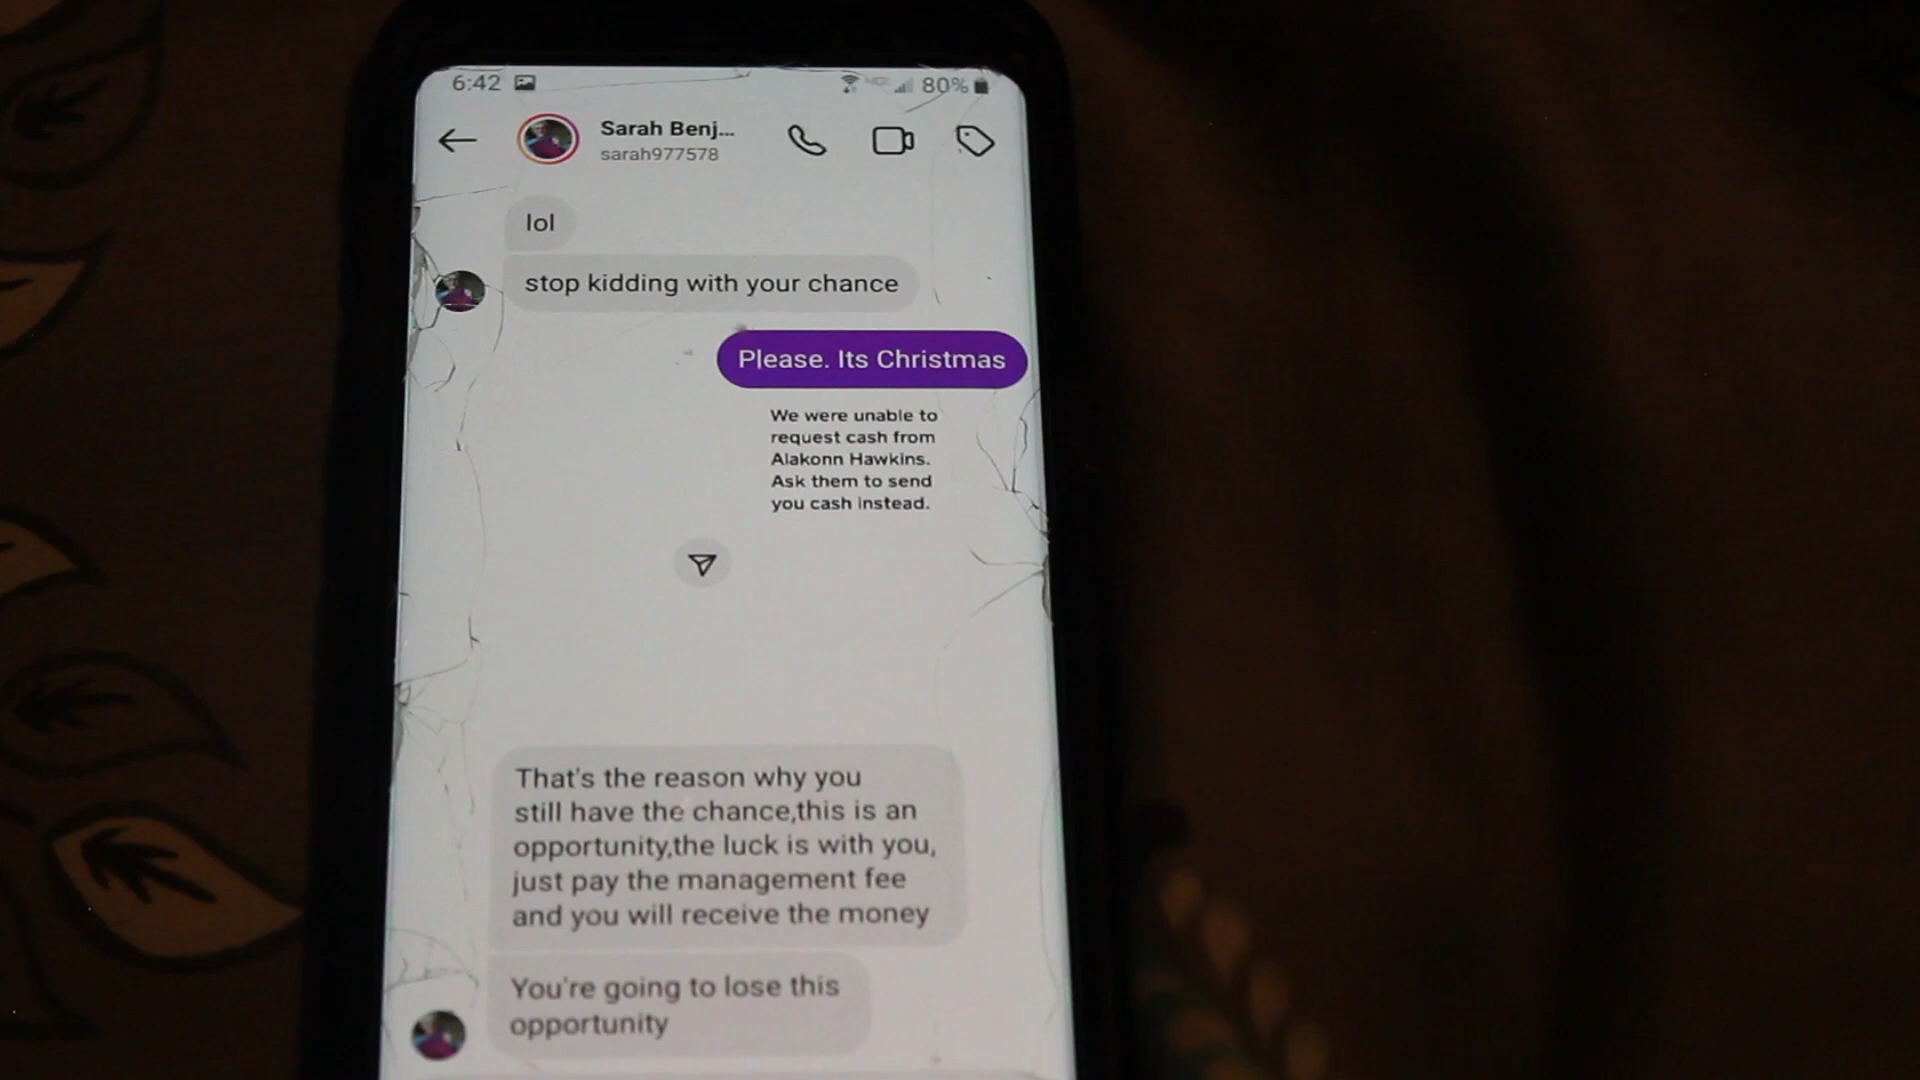 6:42 80%
Sarah Benj...
sarah977578
lol
stop kidding with your chance
Please. Its Christmas
We were unable to
request cash from
Alakonn Hawkins.
Ask them to send
you cash instead.
That's the reason why you
still have the chance,this is an
opportunity,the luck is with you,
just pay the management fee
and you will receive the money
You're going to lose this
opportunity